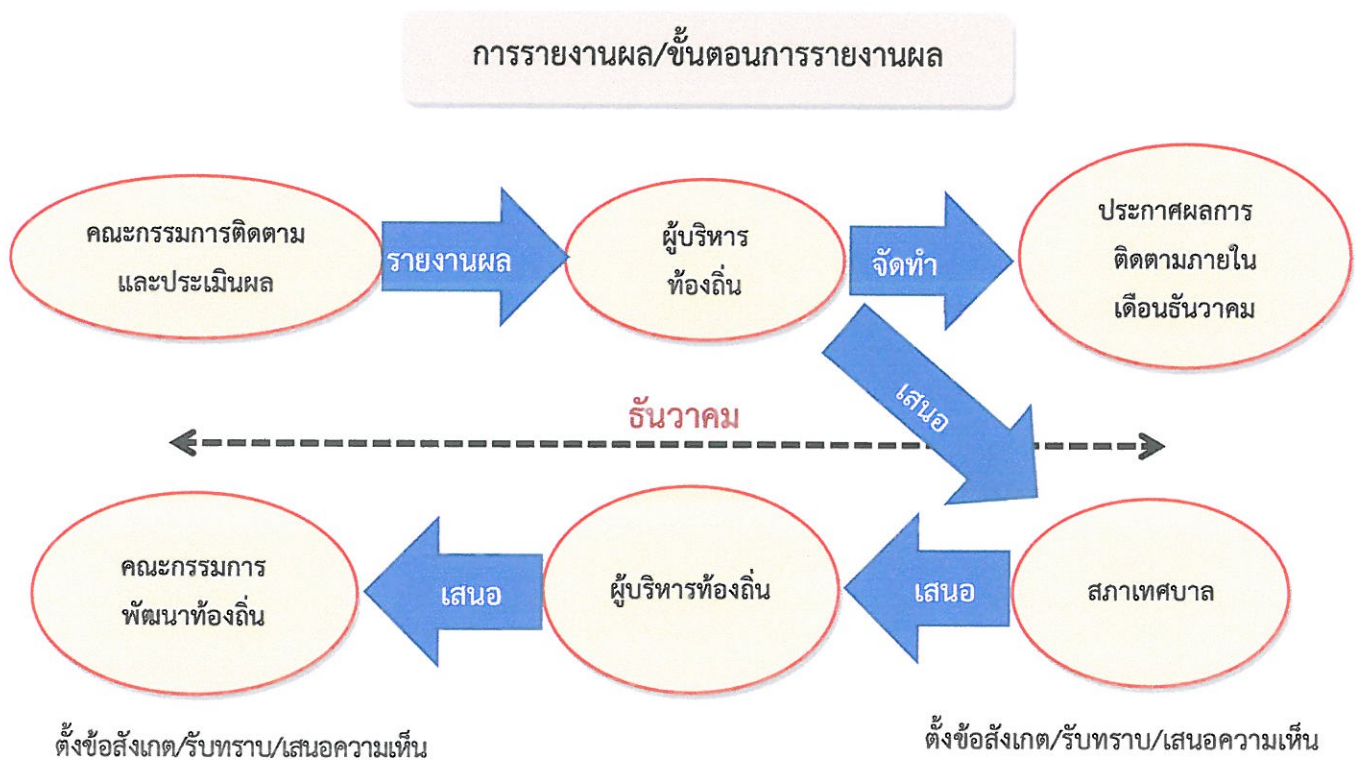 การรายงานผล/ขั้นตอนการรายงานผล
คณะกรรมการติดตาม
และประเมินผล
รายงานผล
ผู้บริหาร
ท้องถิ่น
จัดทำ
ประกาศผลการ
ติดตามภายใน
เดือนธันวาคม
เสนอ
ธันวาคม
คณะกรรมการ
พัฒนาท้องถิ่น
เสนอ
ผู้บริหารท้องถิ่น
เสนอ
สภาเทศบาล
ตั้งข้อสังเกต/รับทราบ/เสนอความเห็น
ตั้งข้อสังเกต/รับทราบ/เสนอความเห็น